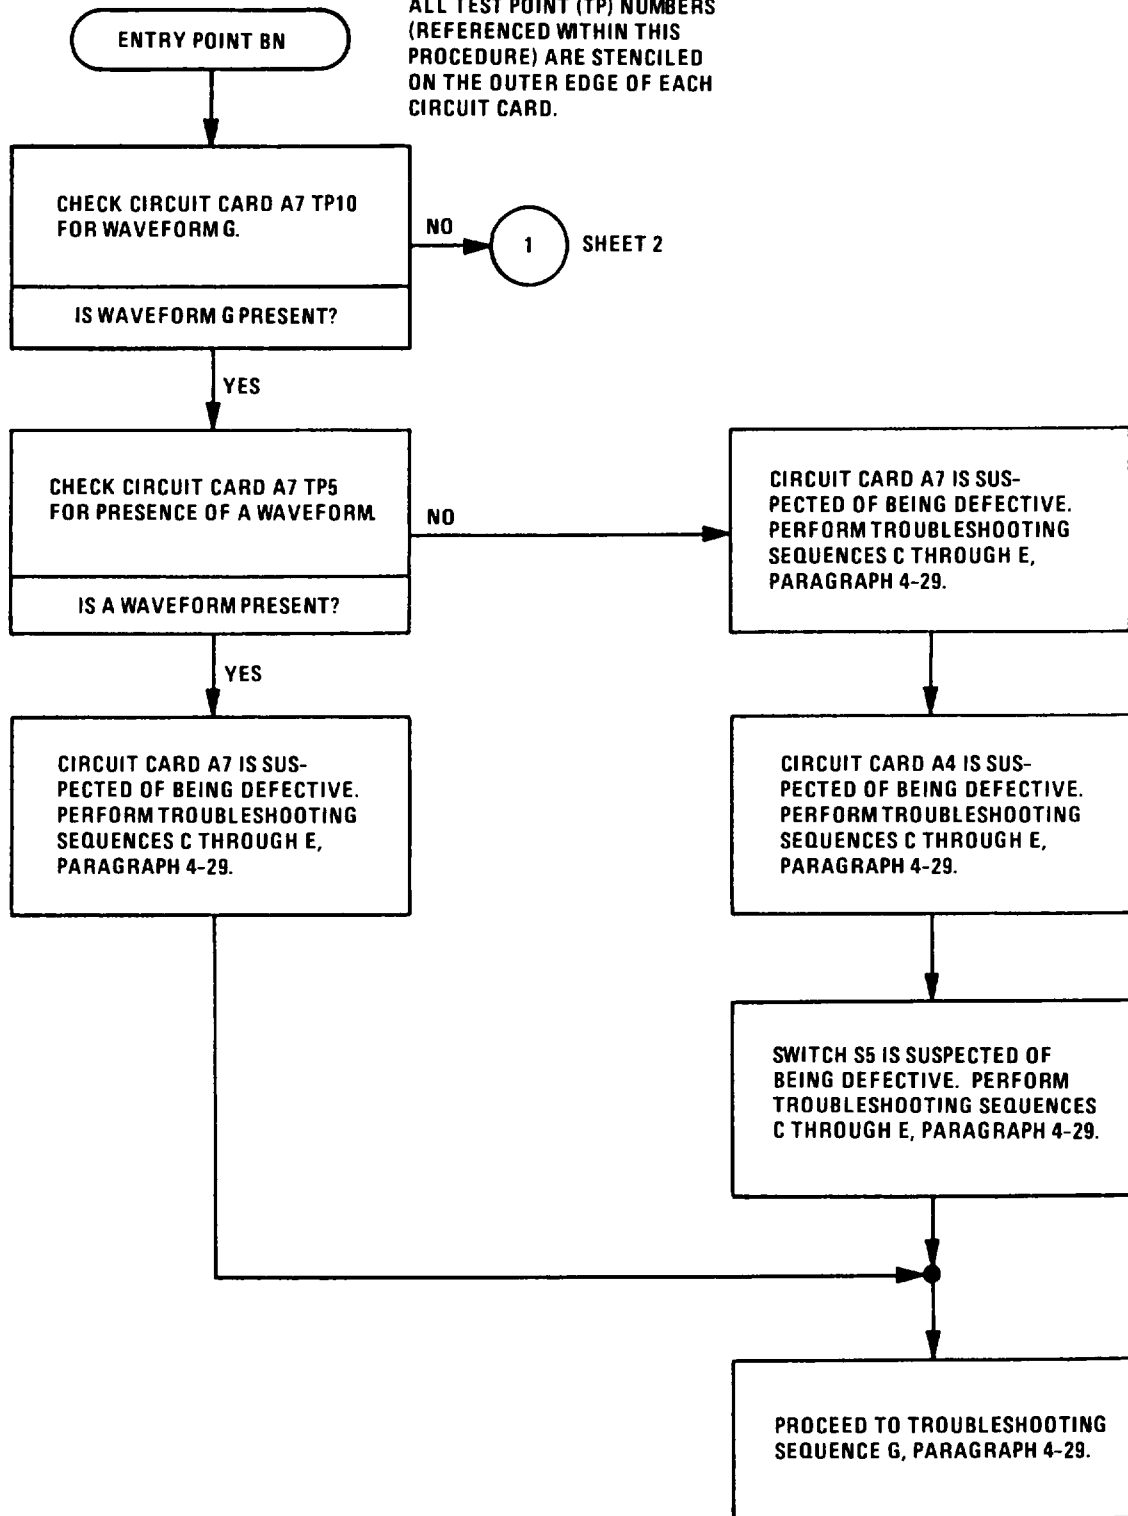 ALL TEST POINT (TP) NUMBERS
(REFERENCED WITHIN THIS
PROCEDURE) ARE STENCILED
ON THE OUTER EDGE OF EACH
CIRCUIT CARD.
ENTRY POINT BN
CHECK CIRCUIT CARD A7 TP10
FOR WAVEFORM G.
IS WAVEFORM G PRESENT?
NO
1
SHEET 2
YES
CHECK CIRCUIT CARD A7 TP5
FOR PRESENCE OF A WAVEFORM.
IS A WAVEFORM PRESENT?
NO
CIRCUIT CARD A7 IS SUS-
PECTED OF BEING DEFECTIVE.
PERFORM TROUBLESHOOTING
SEQUENCES C THROUGH E,
PARAGRAPH 4-29.
YES
CIRCUIT CARD A7 IS SUS-
PECTED OF BEING DEFECTIVE.
PERFORM TROUBLESHOOTING
SEQUENCES C THROUGH E,
PARAGRAPH 4-29.
CIRCUIT CARD A4 IS SUS-
PECTED OF BEING DEFECTIVE.
PERFORM TROUBLESHOOTING
SEQUENCES C THROUGH E,
PARAGRAPH 4-29.
SWITCH S5 IS SUSPECTED OF
BEING DEFECTIVE. PERFORM
TROUBLESHOOTING SEQUENCES
C THROUGH E, PARAGRAPH 4-29.
PROCEED TO TROUBLESHOOTING
SEQUENCE G, PARAGRAPH 4-29.